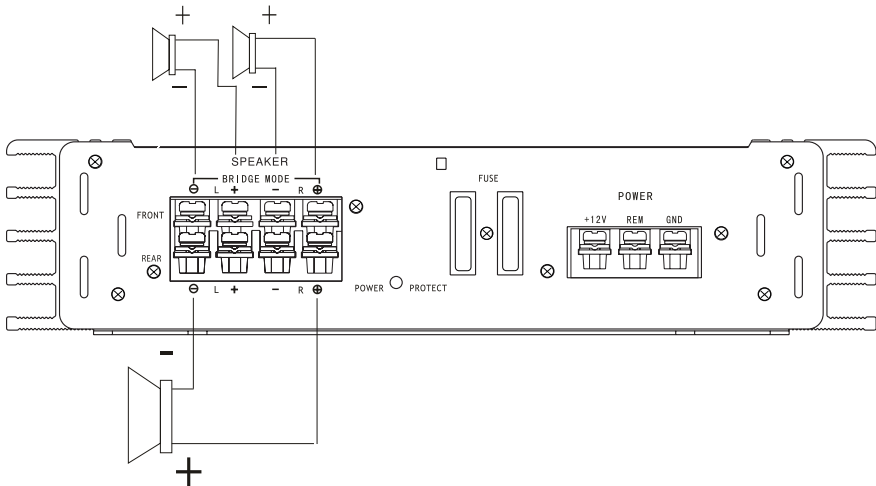 + +
− −
SPEAKER
BRIDGE MODE
⊖ L + − R ⊕
FRONT
REAR
⊖ L + − R ⊕
POWER PROTECT
FUSE
POWER
+12V REM GND
-
+